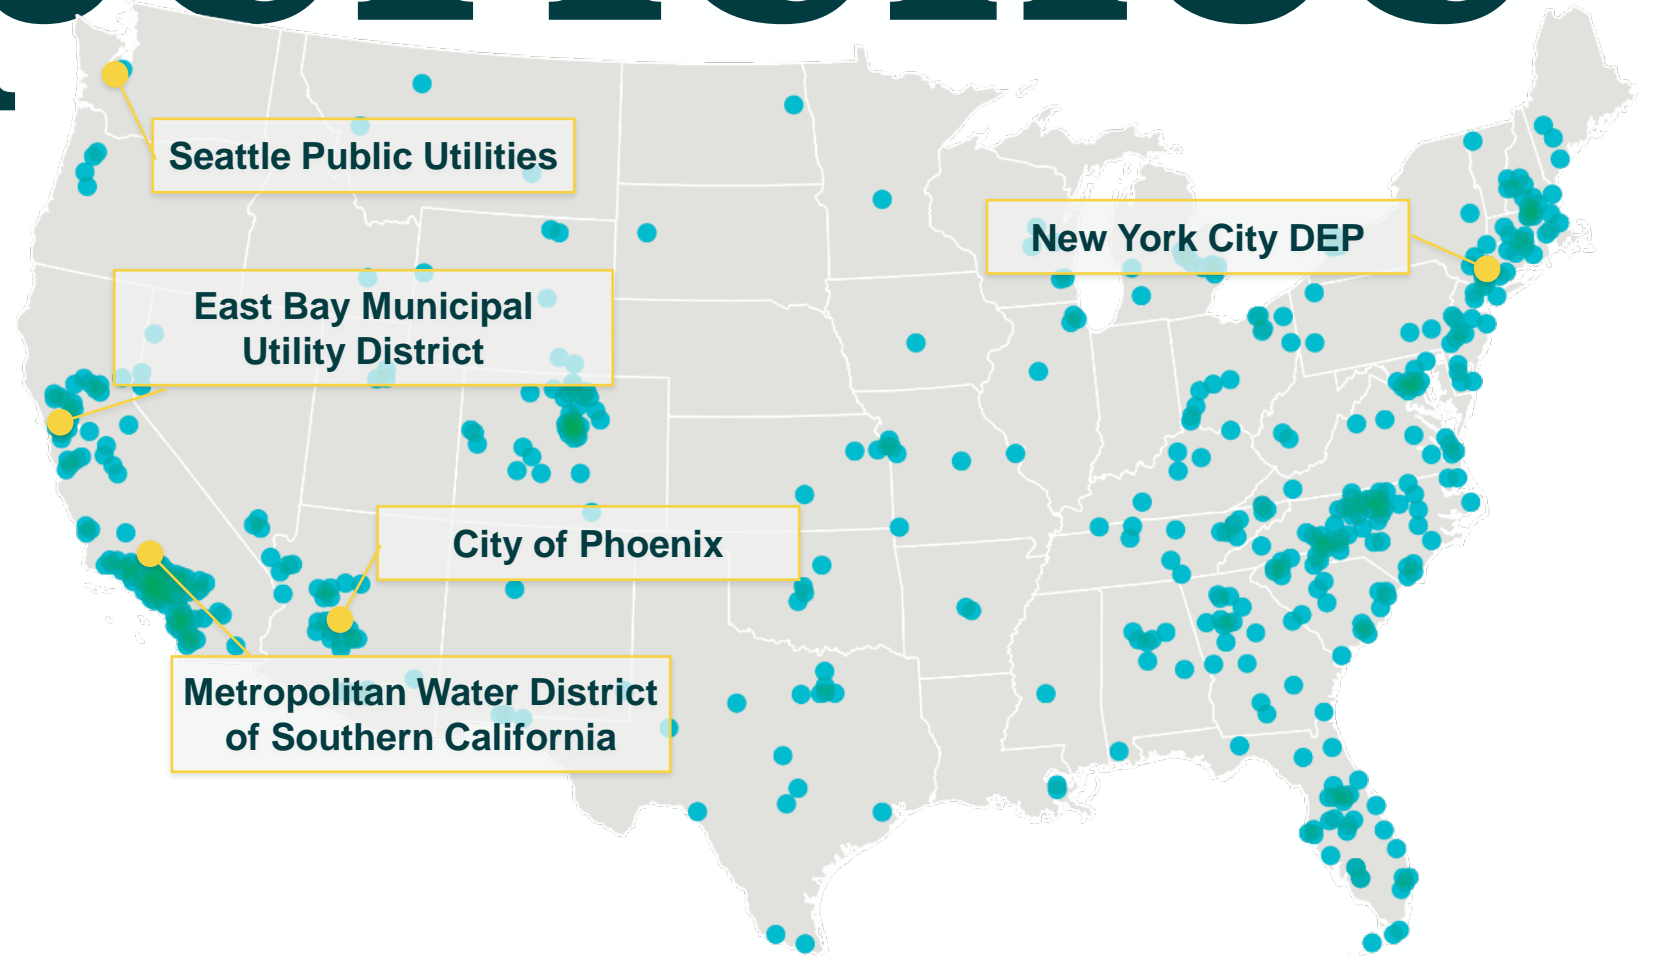 Seattle Public Utilities
New York City DEP
East Bay Municipal
Utility District
City of Phoenix
Metropolitan Water District
of Southern California